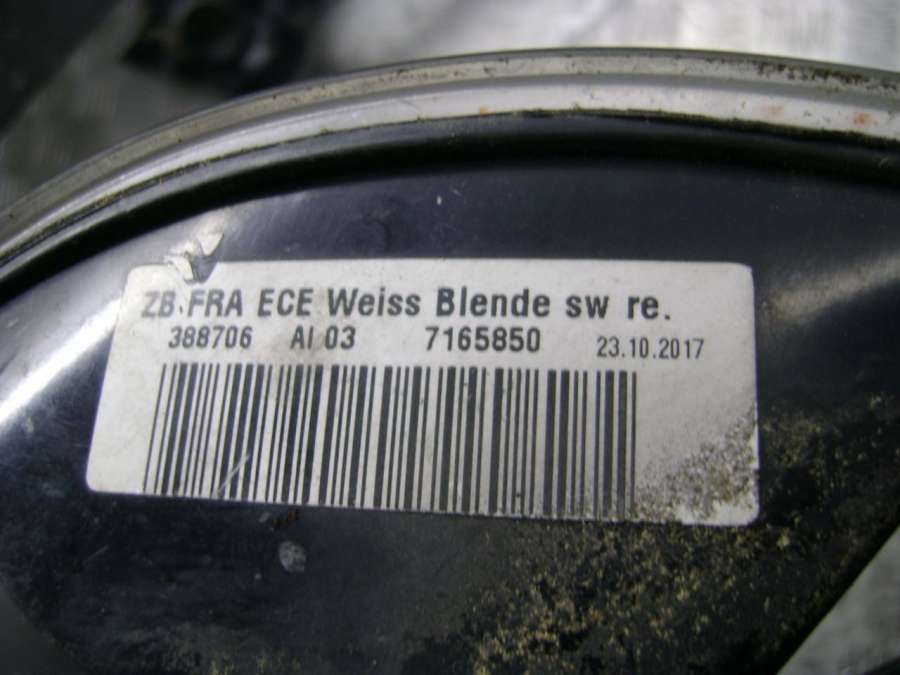 ZB FRA ECE Weiss Blende sw re.
388706 AI 03 7165850 23.10.2017